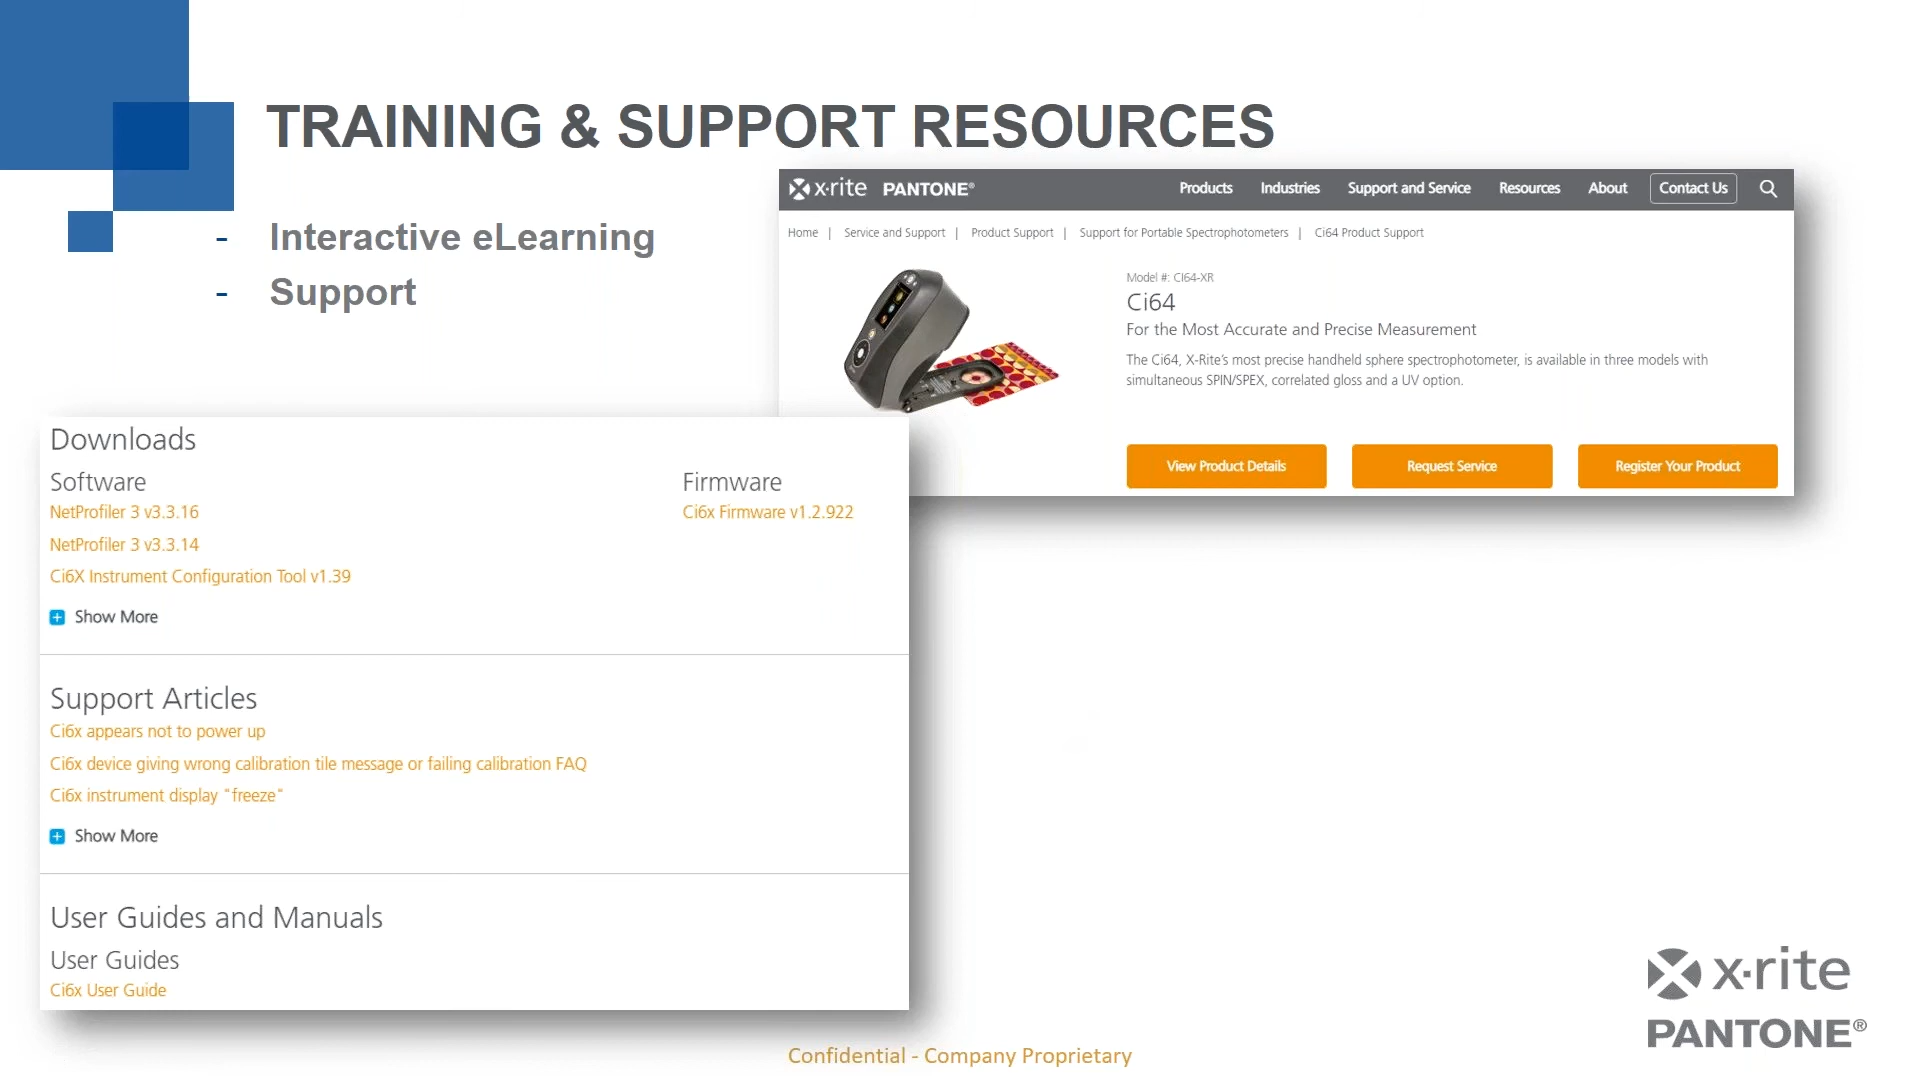 TRAINING & SUPPORT RESOURCES
- Interactive eLearning
- Support
x·rite PANTONE®
Products Industries Support and Service Resources About Contact Us
Home | Service and Support | Product Support | Support for Portable Spectrophotometers | Ci64 Product Support
Model #: CI64-XR
Ci64
For the Most Accurate and Precise Measurement
The Ci64, X-Rite's most precise handheld sphere spectrophotometer, is available in three models with
simultaneous SPIN/SPEX, correlated gloss and a UV option.
View Product Details Request Service Register Your Product
Downloads
Software
NetProfiler 3 v3.3.16
NetProfiler 3 v3.3.14
Ci6X Instrument Configuration Tool v1.39
Show More
Firmware
Ci6x Firmware v1.2.922
Support Articles
Ci6x appears not to power up
Ci6x device giving wrong calibration tile message or failing calibration FAQ
Ci6x instrument display "freeze"
Show More
User Guides and Manuals
User Guides
Ci6x User Guide
x·rite
PANTONE®
Confidential - Company Proprietary